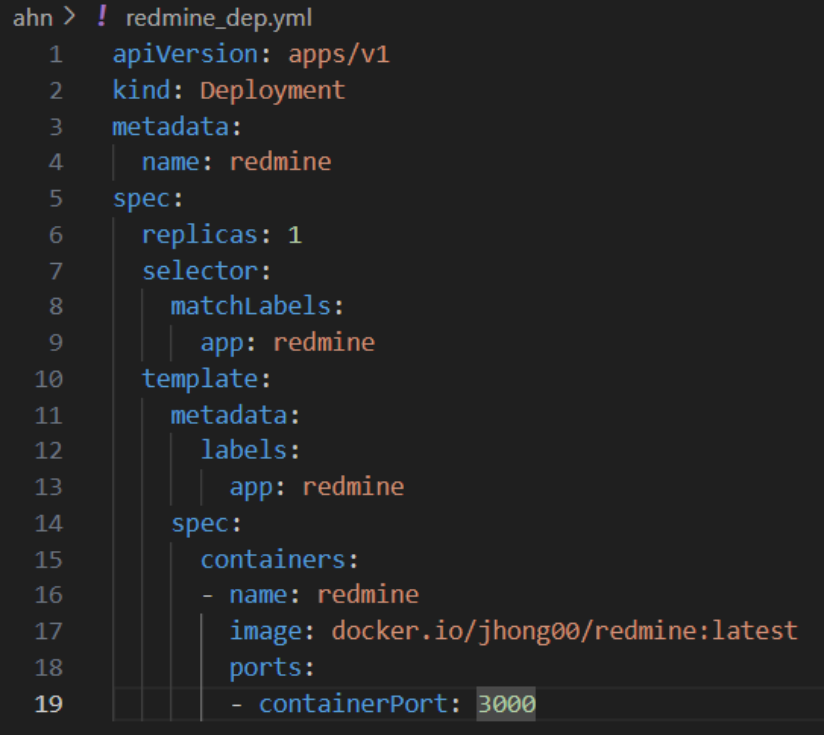 ahn > ! redmine_dep.yml
1 apiVersion: apps/v1
2 kind: Deployment
3 metadata:
4   name: redmine
5 spec:
6   replicas: 1
7   selector:
8     matchLabels:
9       app: redmine
10   template:
11     metadata:
12       labels:
13         app: redmine
14     spec:
15       containers:
16       - name: redmine
17         image: docker.io/jhong00/redmine:latest
18         ports:
19         - containerPort: 3000